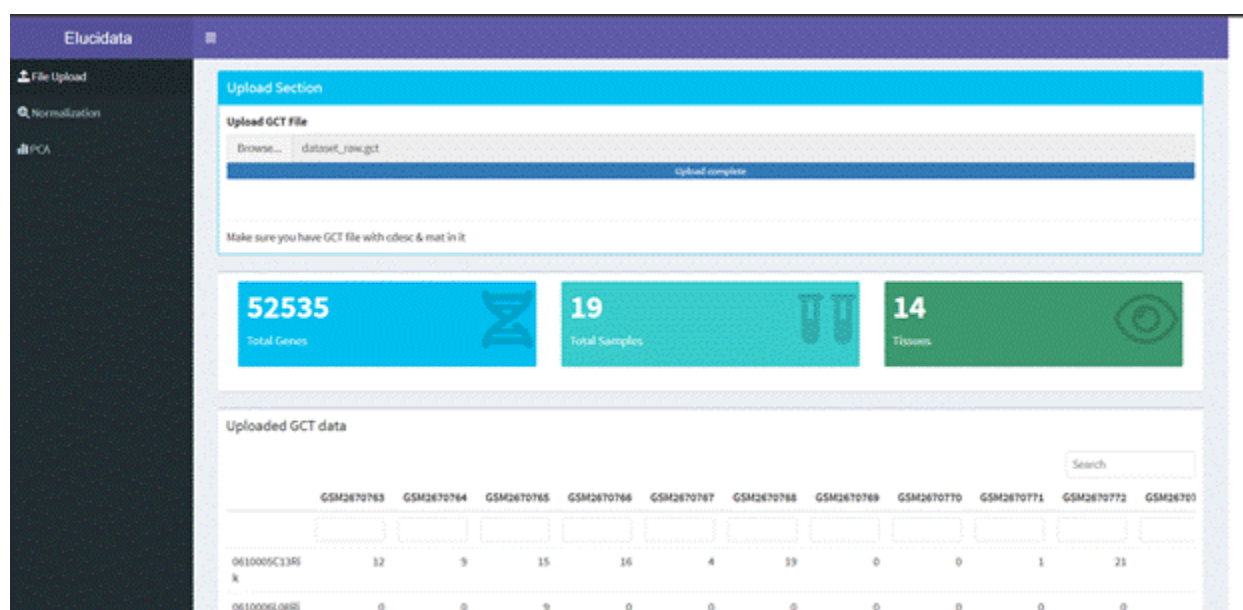 Elucidata
File Upload
Normalization
PCA
Upload Section
Upload GCT File
Browse... dataset_raw.gct
Upload complete
Make sure you have GCT file with cdesc & mat in it
52535
Total Genes
19
Total Samples
14
Tissues
Uploaded GCT data
Search
GSM2670763 GSM2670764 GSM2670765 GSM2670766 GSM2670767 GSM2670768 GSM2670769 GSM2670770 GSM2670771 GSM2670772 GSM26707
0610005C13Ri
k 12 9 15 16 4 19 0 0 1 21
0610006L08Ri 0 0 9 0 0 0 0 0 0 0